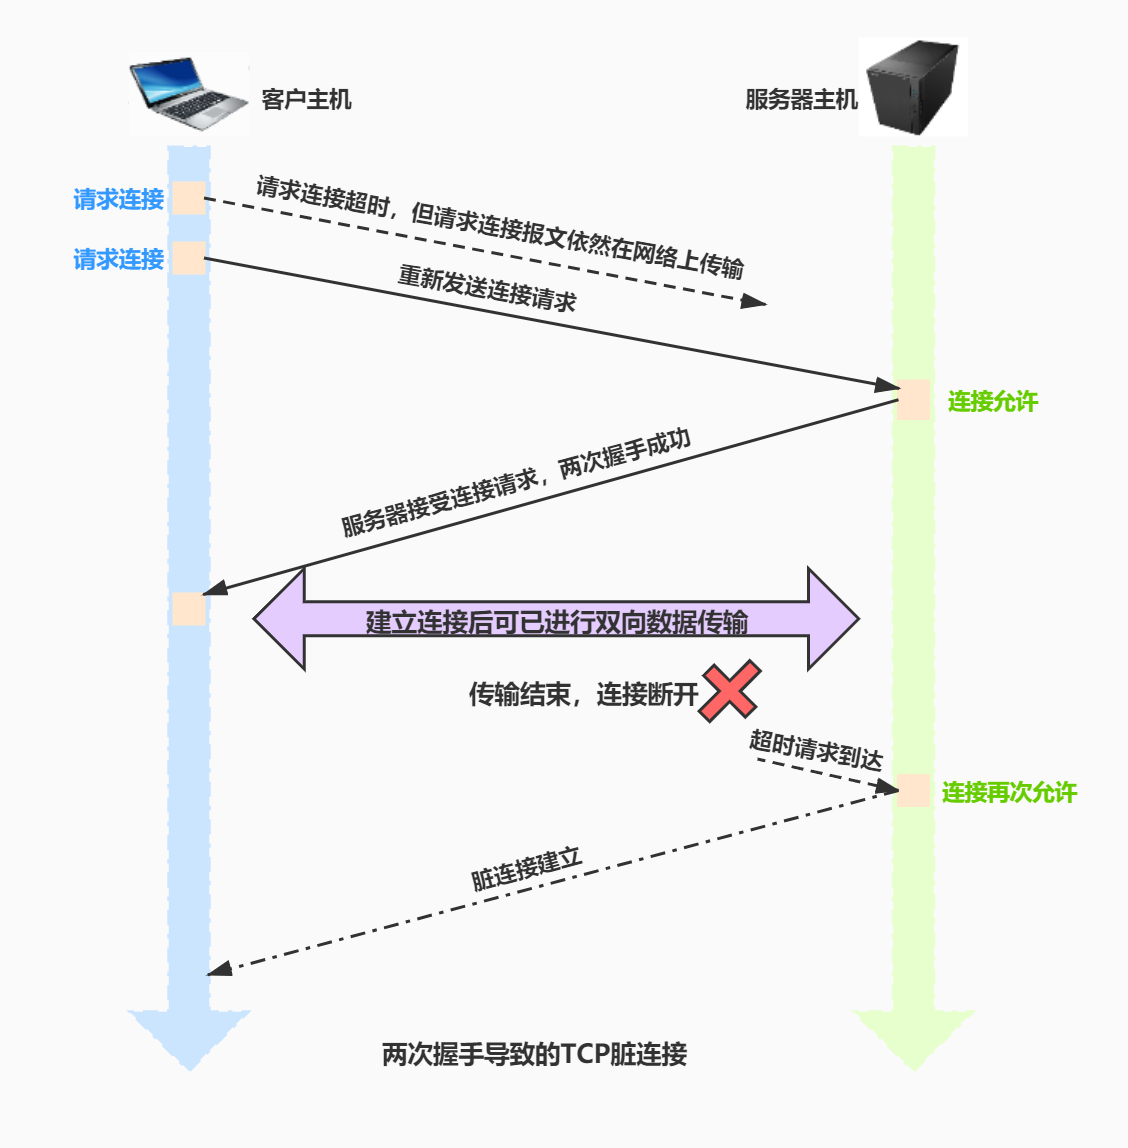 客户主机
服务器主机
请求连接
请求连接超时，但请求连接报文依然在网络上传输
请求连接
重新发送连接请求
连接允许
服务器接受连接请求，两次握手成功
建立连接后可已进行双向数据传输
传输结束，连接断开
超时请求到达
连接再次允许
脏连接建立
两次握手导致的TCP脏连接